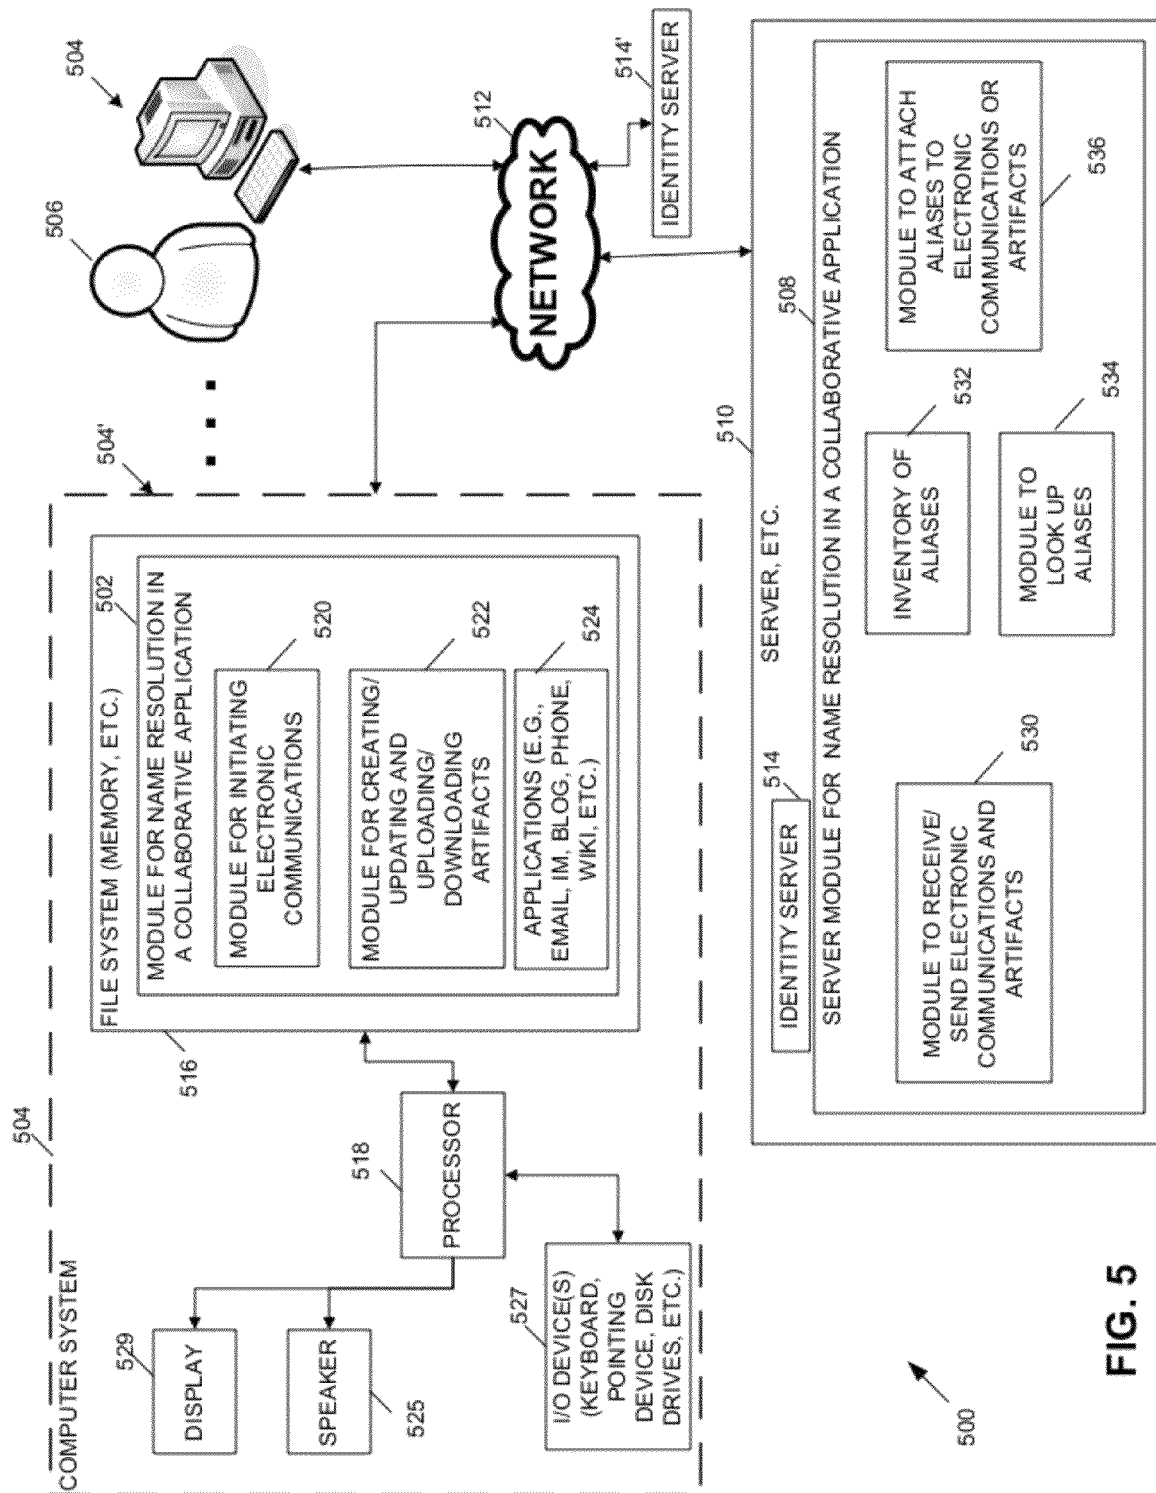 504
COMPUTER SYSTEM
529
DISPLAY
SPEAKER
525
527
I/O DEVICE(S)
(KEYBOARD,
POINTING
DEVICE, DISK
DRIVES, ETC.)
518
PROCESSOR
516
FILE SYSTEM (MEMORY, ETC.)
502
MODULE FOR NAME RESOLUTION IN
A COLLABORATIVE APPLICATION
520
MODULE FOR INITIATING
ELECTRONIC
COMMUNICATIONS
522
MODULE FOR CREATING/
UPDATING AND
UPLOADING/
DOWNLOADING
ARTIFACTS
524
APPLICATIONS (E.G.,
EMAIL, IM, BLOG, PHONE,
WIKI, ETC.)
504'
506
504
512
NETWORK
514'
IDENTITY SERVER
510
SERVER, ETC.
514
IDENTITY SERVER
508
SERVER MODULE FOR NAME RESOLUTION IN A COLLABORATIVE APPLICATION
530
MODULE TO RECEIVE/
SEND ELECTRONIC
COMMUNICATIONS AND
ARTIFACTS
532
INVENTORY OF
ALIASES
534
MODULE TO
LOOK UP
ALIASES
MODULE TO ATTACH
ALIASES TO
ELECTRONIC
COMMUNICATIONS OR
ARTIFACTS
536
500
FIG. 5